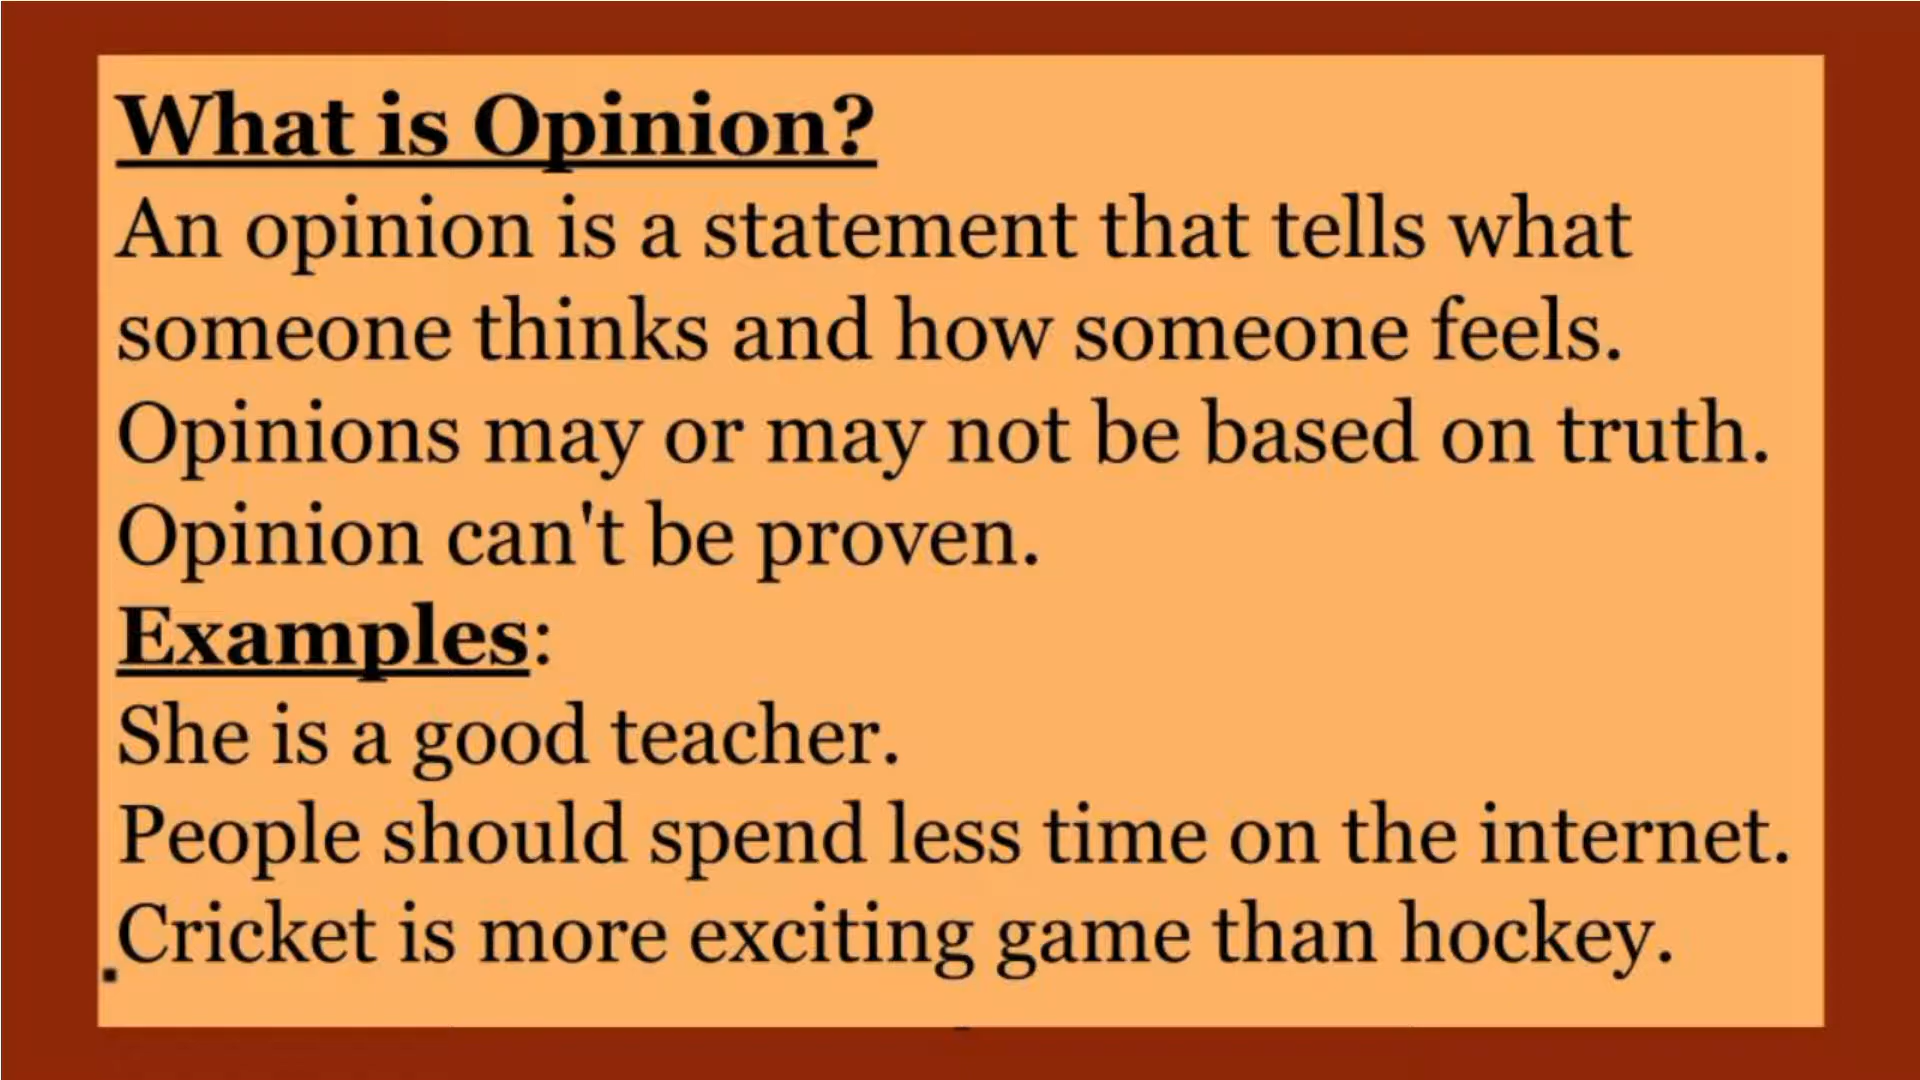 What is Opinion?
An opinion is a statement that tells what
someone thinks and how someone feels.
Opinions may or may not be based on truth.
Opinion can't be proven.
Examples:
She is a good teacher.
People should spend less time on the internet.
Cricket is more exciting game than hockey.